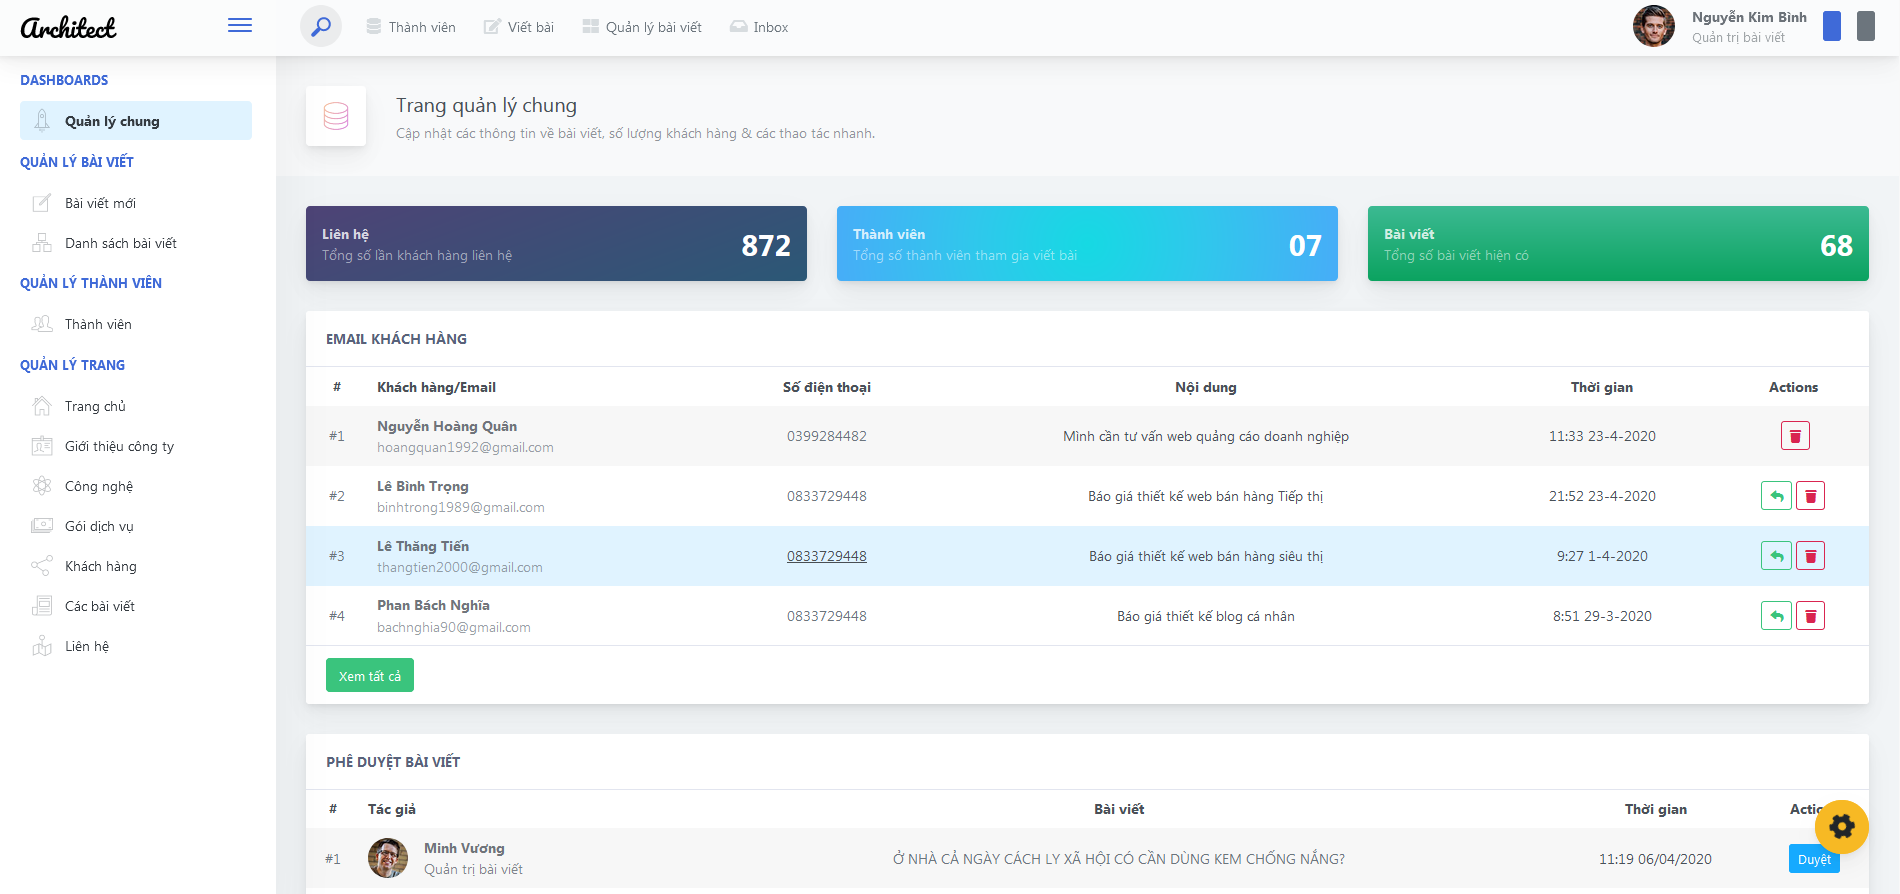 Architect
Thành viên
Viết bài
Quản lý bài viết
Inbox
Nguyễn Kim Bình
Quản trị bài viết
DASHBOARDS
Quản lý chung
QUẢN LÝ BÀI VIẾT
Bài viết mới
Danh sách bài viết
QUẢN LÝ THÀNH VIÊN
Thành viên
QUẢN LÝ TRANG
Trang chủ
Giới thiệu công ty
Công nghệ
Gói dịch vụ
Khách hàng
Các bài viết
Liên hệ
Trang quản lý chung
Cập nhật các thông tin về bài viết, số lượng khách hàng & các thao tác nhanh.
Liên hệ
Tổng số lần khách hàng liên hệ
872
Thành viên
Tổng số thành viên tham gia viết bài
07
Bài viết
Tổng số bài viết hiện có
68
EMAIL KHÁCH HÀNG
# Khách hàng/Email Số điện thoại Nội dung Thời gian Actions
#1 Nguyễn Hoàng Quân 0399284482 Mình cần tư vấn web quảng cáo doanh nghiệp 11:33 23-4-2020
hoangquan1992@gmail.com
#2 Lê Bình Trọng 0833729448 Báo giá thiết kế web bán hàng Tiếp thị 21:52 23-4-2020
binhtrong1989@gmail.com
#3 Lê Thăng Tiến 0833729448 Báo giá thiết kế web bán hàng siêu thị 9:27 1-4-2020
thangtien2000@gmail.com
#4 Phan Bách Nghĩa 0833729448 Báo giá thiết kế blog cá nhân 8:51 29-3-2020
bachnghia90@gmail.com
Xem tất cả
PHÊ DUYỆT BÀI VIẾT
# Tác giả Bài viết Thời gian
#1 Minh Vương Ở NHÀ CẢ NGÀY CÁCH LY XÃ HỘI CÓ CẦN DÙNG KEM CHỐNG NẮNG? 11:19 06/04/2020 Duyệt
Quản trị bài viết